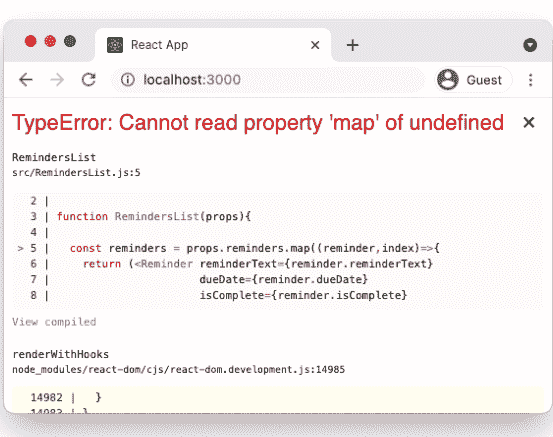 React App
localhost:3000
Guest
TypeError: Cannot read property 'map' of undefined
RemindersList
src/RemindersList.js:5
2 |
3 | function RemindersList(props){
4 |
> 5 |   const reminders = props.reminders.map((reminder,index)=>{
6 |     return (<Reminder reminderText={reminder.reminderText}
7 |                       dueDate={reminder.dueDate}
8 |                       isComplete={reminder.isComplete}
View compiled
renderWithHooks
node_modules/react-dom/cjs/react-dom.development.js:14985
14982 |   }
14983 | }